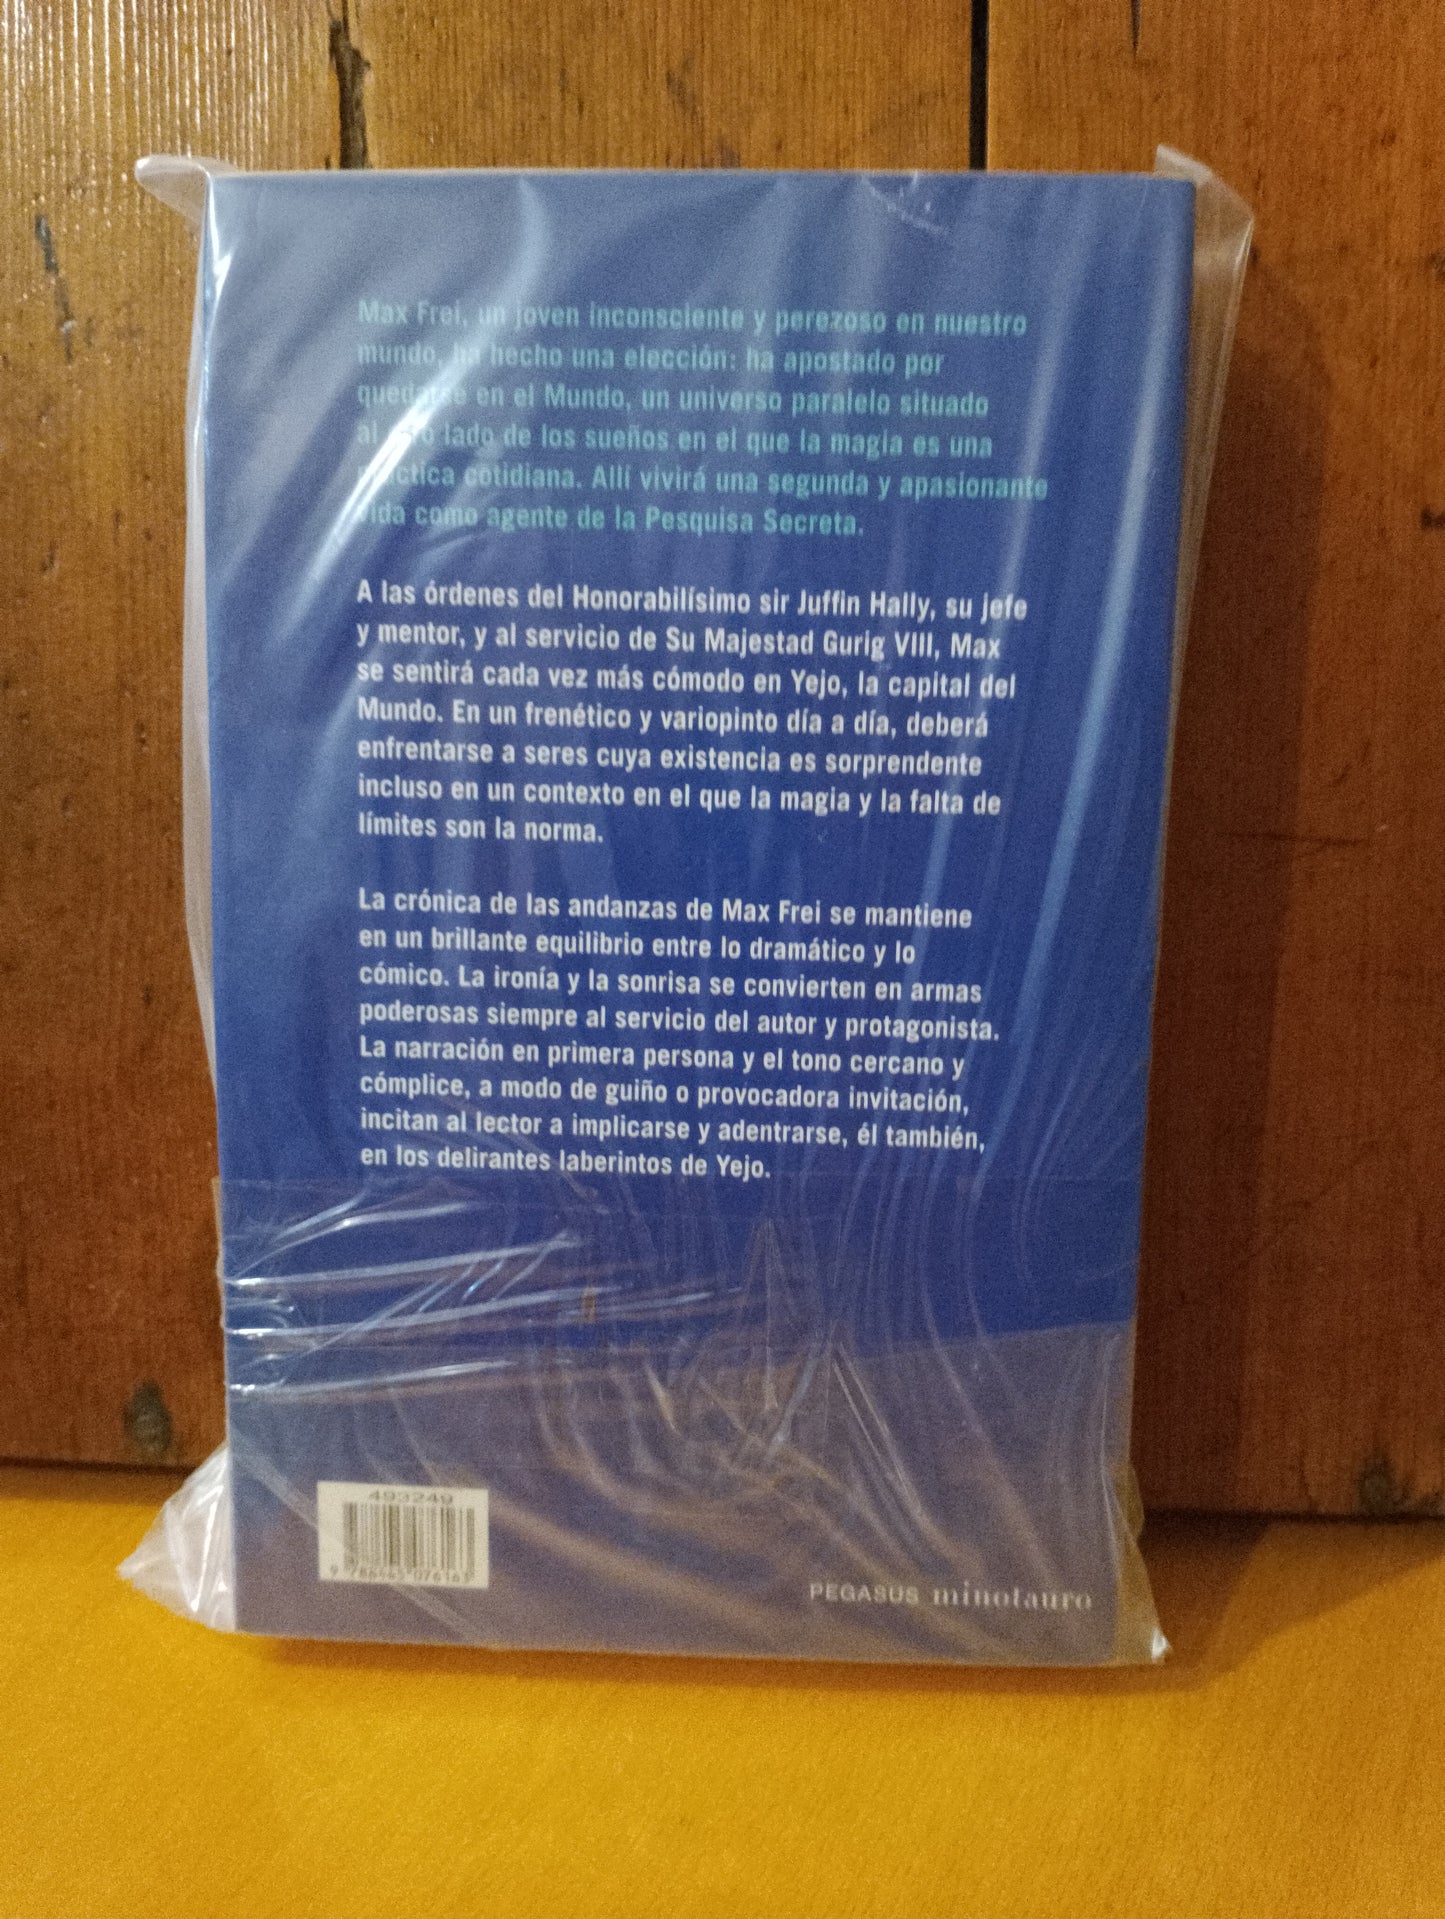 Max Frei, un joven inconsciente y perezoso en nuestro
mundo, ha hecho una elección: ha apostado por
quedarse en el Mundo, un universo paralelo situado
al otro lado de los sueños en el que la magia es una
práctica cotidiana. Allí vivirá una segunda y apasionante
vida como agente de la Pesquisa Secreta.
A las órdenes del Honorabilísimo sir Juffin Hally, su jefe
y mentor, y al servicio de Su Majestad Gurig VIII, Max
se sentirá cada vez más cómodo en Yejo, la capital del
Mundo. En un frenético y variopinto día a día, deberá
enfrentarse a seres cuya existencia es sorprendente
incluso en un contexto en el que la magia y la falta de
límites son la norma.
La crónica de las andanzas de Max Frei se mantiene
en un brillante equilibrio entre lo dramático y lo
cómico. La ironía y la sonrisa se convierten en armas
poderosas siempre al servicio del autor y protagonista.
La narración en primera persona y el tono cercano y
cómplice, a modo de guiño o provocadora invitación,
incitan al lector a implicarse y adentrarse, él también,
en los delirantes laberintos de Yejo.
493249
9 788445 076163
PEGASUS minotauro